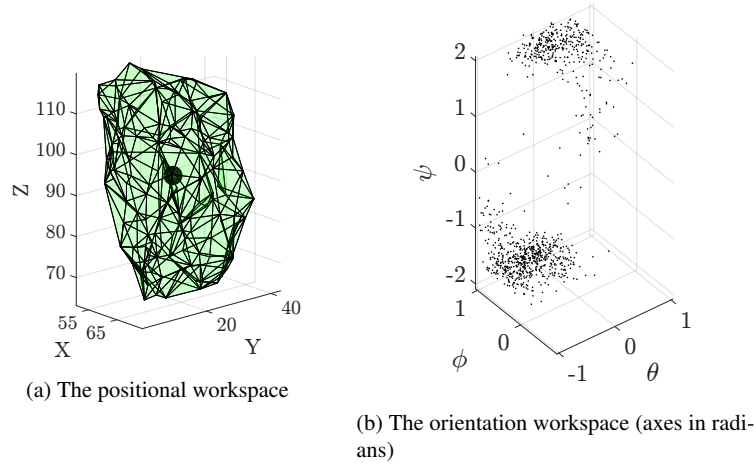 110
100
90
80
70
Z
55
65
X
20
40
Y
(a) The positional workspace
2
1
0
-1
-2
ψ
1
0
ϕ
-1
0
1
θ
(b) The orientation workspace (axes in radi-
ans)